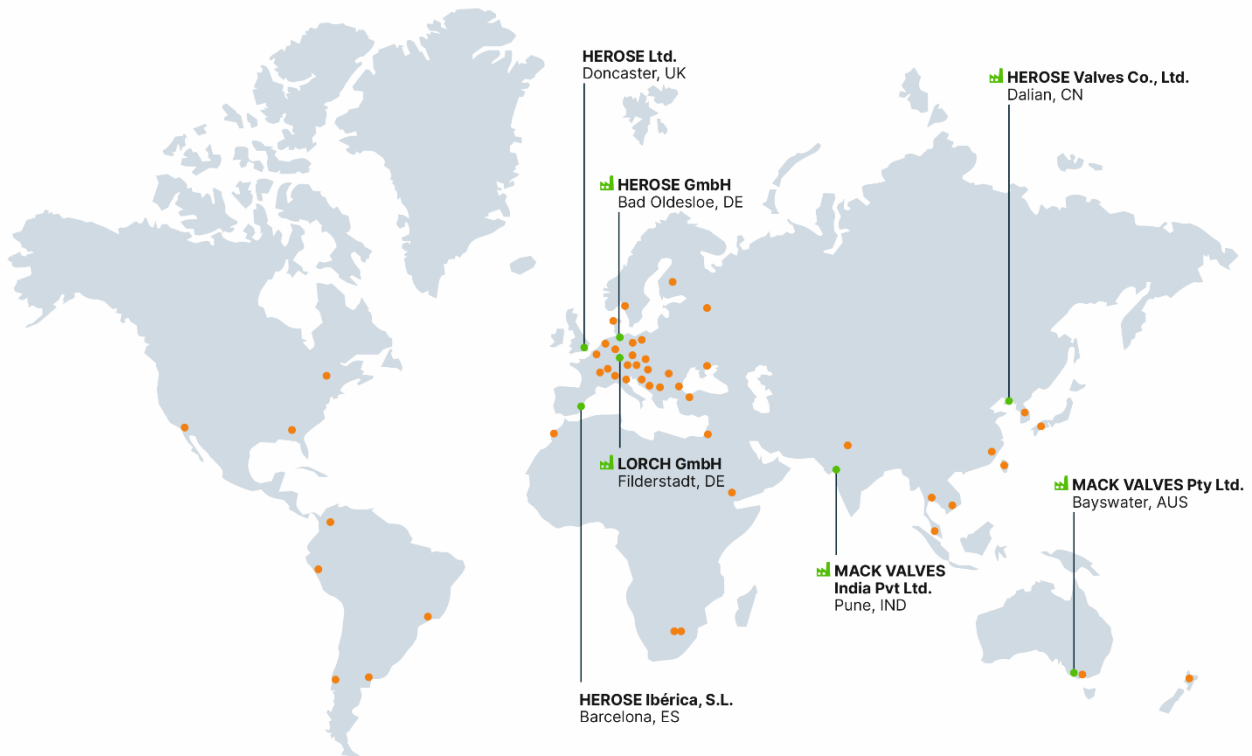 HEROSE Ltd.
Doncaster, UK
HEROSE Valves Co., Ltd.
Dalian, CN
HEROSE GmbH
Bad Oldesloe, DE
LORCH GmbH
Filderstadt, DE
MACK VALVES Pty Ltd.
Bayswater, AUS
MACK VALVES
India Pvt Ltd.
Pune, IND
HEROSE Ibérica, S.L.
Barcelona, ES